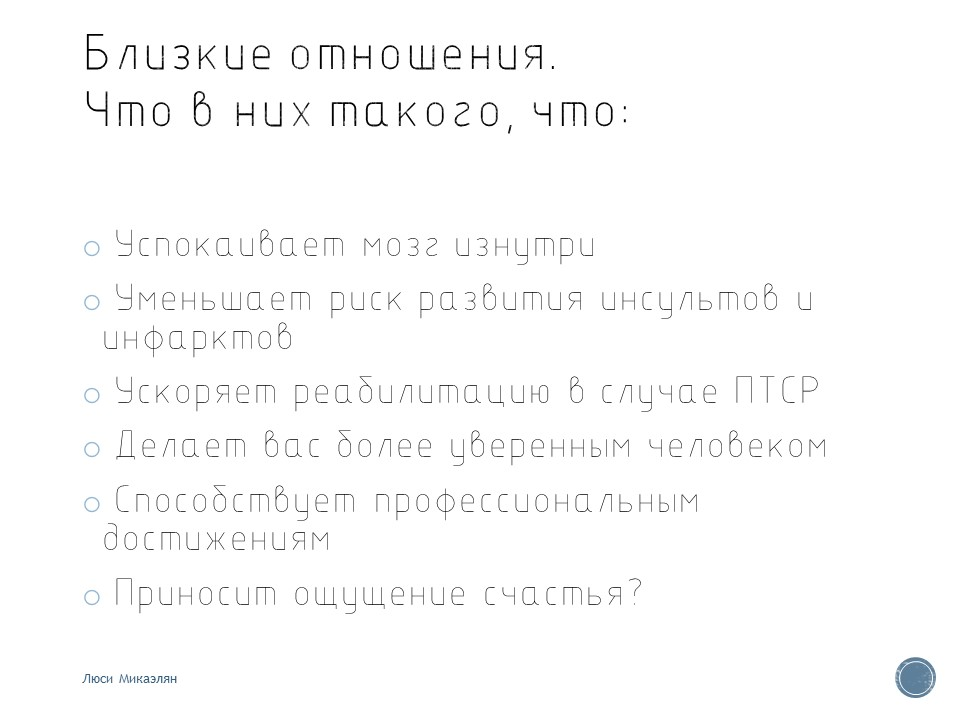 Близкие отношения.
Что в них такого, что:
o Успокаивает мозг изнутри
o Уменьшает риск развития инсультов и
инфарктов
o Ускоряет реабилитацию в случае ПТСР
o Делает вас более уверенным человеком
o Способствует профессиональным
достижениям
o Приносит ощущение счастья?
Люси Микаэлян